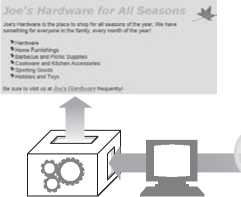 Joe's Hardware for All Seasons
Joe's Hardware is the place to shop for all seasons of the year. We have
something for everyone in the family, every month of the year!
Hardware
Home Furnishings
Barbecue and Picnic Supplies
Cookware and Kitchen Accessories
Sporting Goods
Hobbies and Toys
Be sure to visit us at Joe's Hardware frequently!